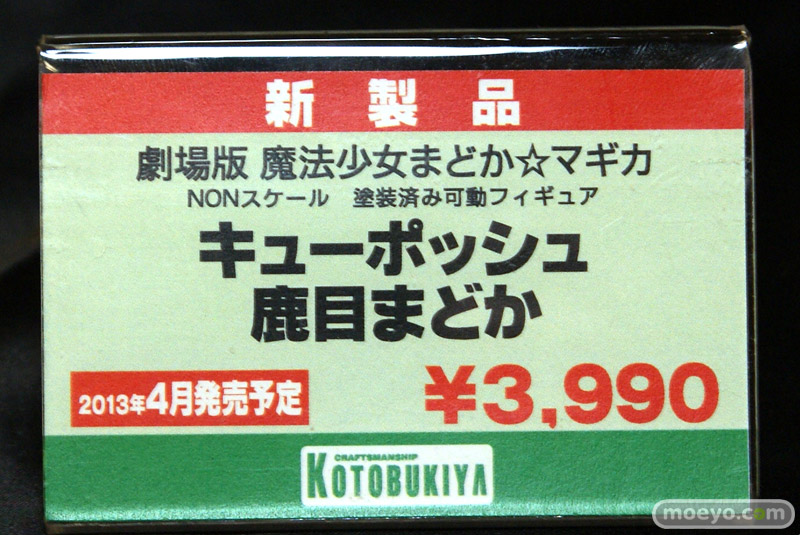 新製品
劇場版 魔法少女まどか☆マギカ
NONスケール 塗装済み可動フィギュア
キューポッシュ
鹿目まどか
2013年4月発売予定
¥3,990
CRAFTSMANSHIP
KOTOBUKIYA
moeyo.com